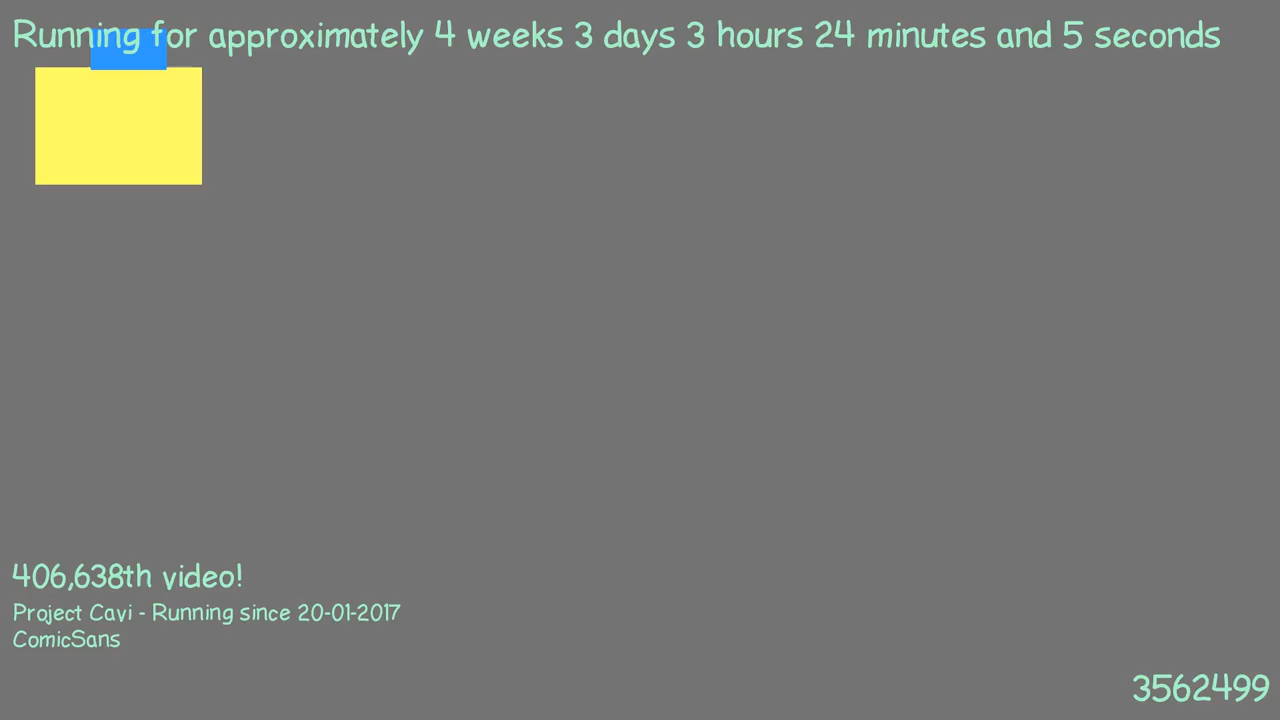 Running for approximately 4 weeks 3 days 3 hours 24 minutes and 5 seconds
406,638th video!
Project Cavi - Running since 20-01-2017
ComicSans
3562499